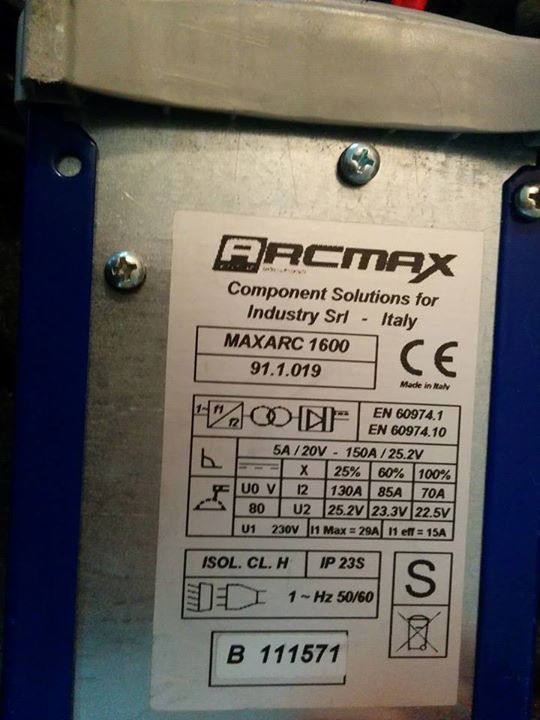 ARCMAX
Component Solutions for
Industry Srl - Italy
MAXARC 1600
91.1.019
CE
Made in Italy
1~ f1 f2
EN 60974.1
EN 60974.10
5A / 20V - 150A / 25.2V
X 25% 60% 100%
U0 V I2 130A 85A 70A
80 U2 25.2V 23.3V 22.5V
U1 230V I1 Max = 29A I1 eff = 15A
ISOL. CL. H IP 23S
1 ~ Hz 50/60
S
B 111571